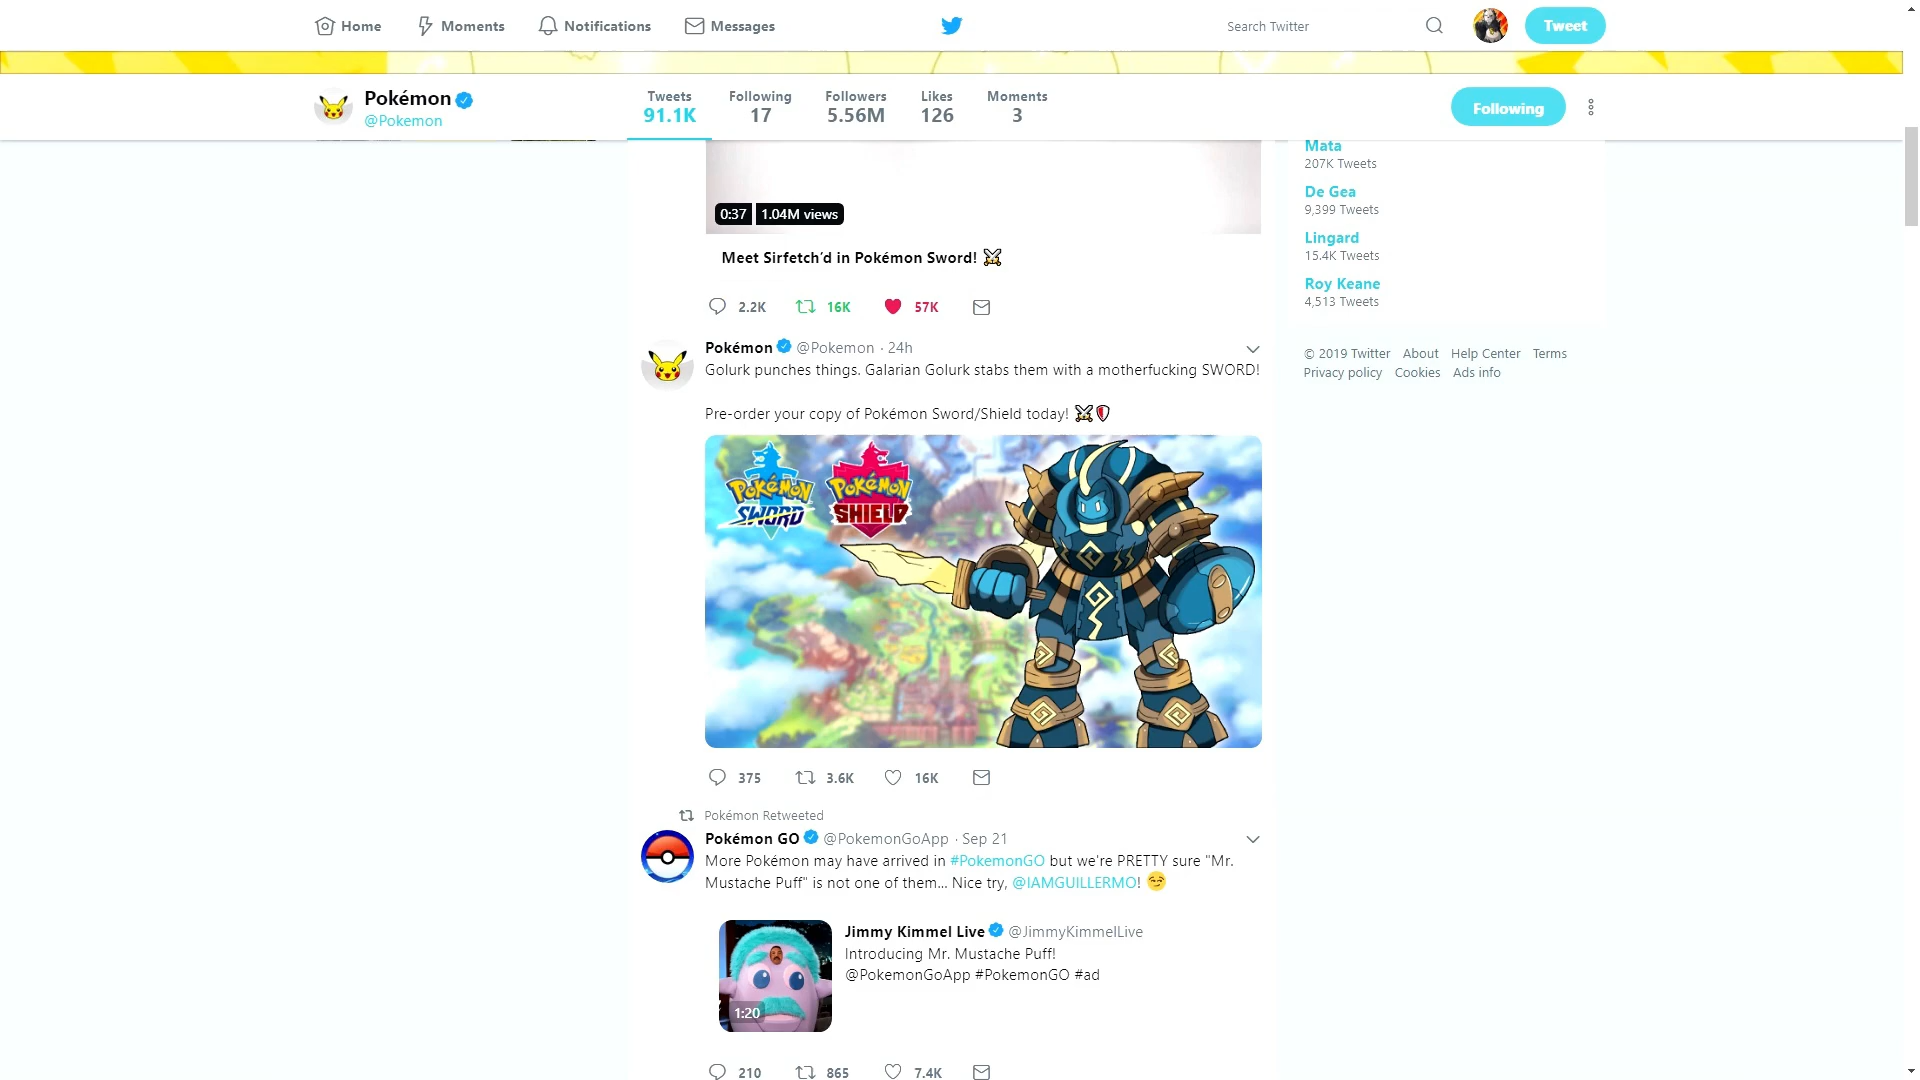 Home
Moments
Notifications
Messages
Search Twitter
Tweet
Pokémon
@Pokemon
Tweets
91.1K
Following
17
Followers
5.56M
Likes
126
Moments
3
Following
0:37
1.04M views
Meet Sirfetch'd in Pokémon Sword! ⚔️
2.2K
16K
57K
Mata
207K Tweets
De Gea
9,399 Tweets
Lingard
15.4K Tweets
Roy Keane
4,513 Tweets
© 2019 Twitter About Help Center Terms
Privacy policy Cookies Ads info
Pokémon @Pokemon · 24h
Golurk punches things. Galarian Golurk stabs them with a motherfucking SWORD!
Pre-order your copy of Pokémon Sword/Shield today! ⚔️🛡️
POKéMON
SWORD
POKéMON
SHIELD
375
3.6K
16K
Pokémon Retweeted
Pokémon GO @PokemonGoApp · Sep 21
More Pokémon may have arrived in #PokemonGO but we're PRETTY sure "Mr.
Mustache Puff" is not one of them... Nice try, @IAMGUILLERMO! 😏
1:20
Jimmy Kimmel Live @JimmyKimmelLive
Introducing Mr. Mustache Puff!
@PokemonGoApp #PokemonGO #ad
210
865
7.4K